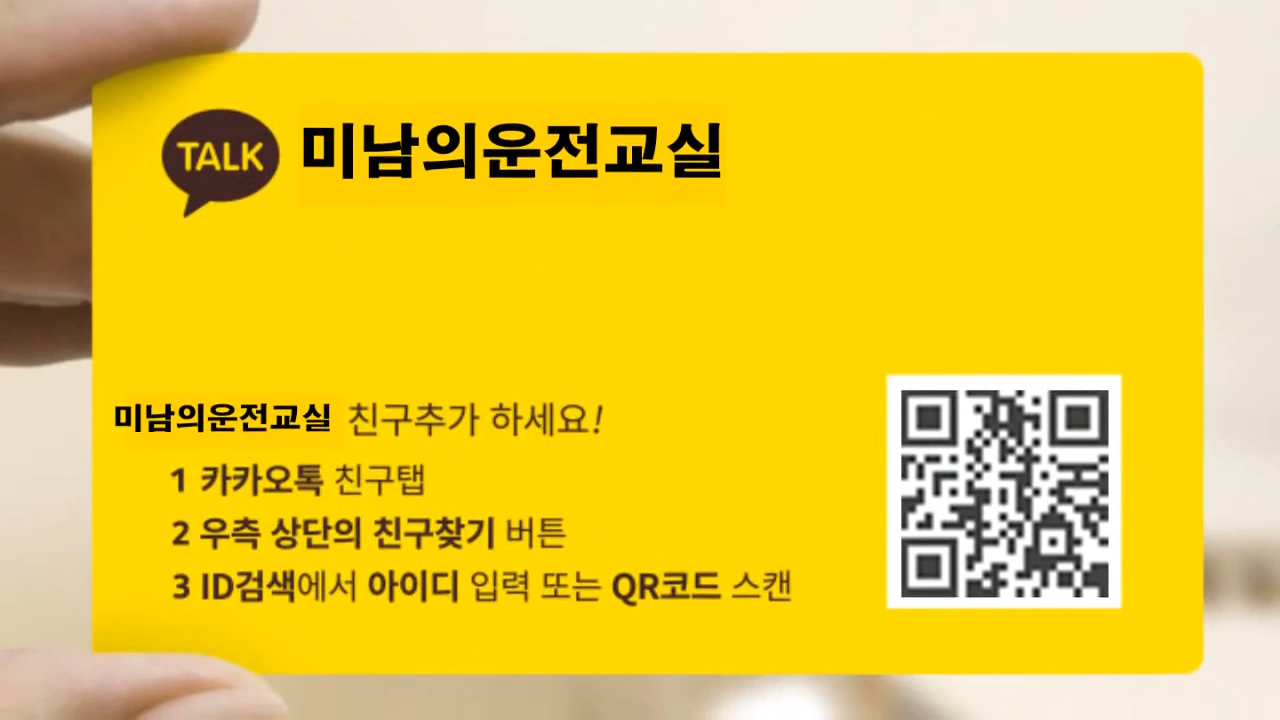 TALK 미남의운전교실
미남의운전교실 친구추가 하세요!
1 카카오톡 친구탭
2 우측 상단의 친구찾기 버튼
3 ID검색에서 아이디 입력 또는 QR코드 스캔